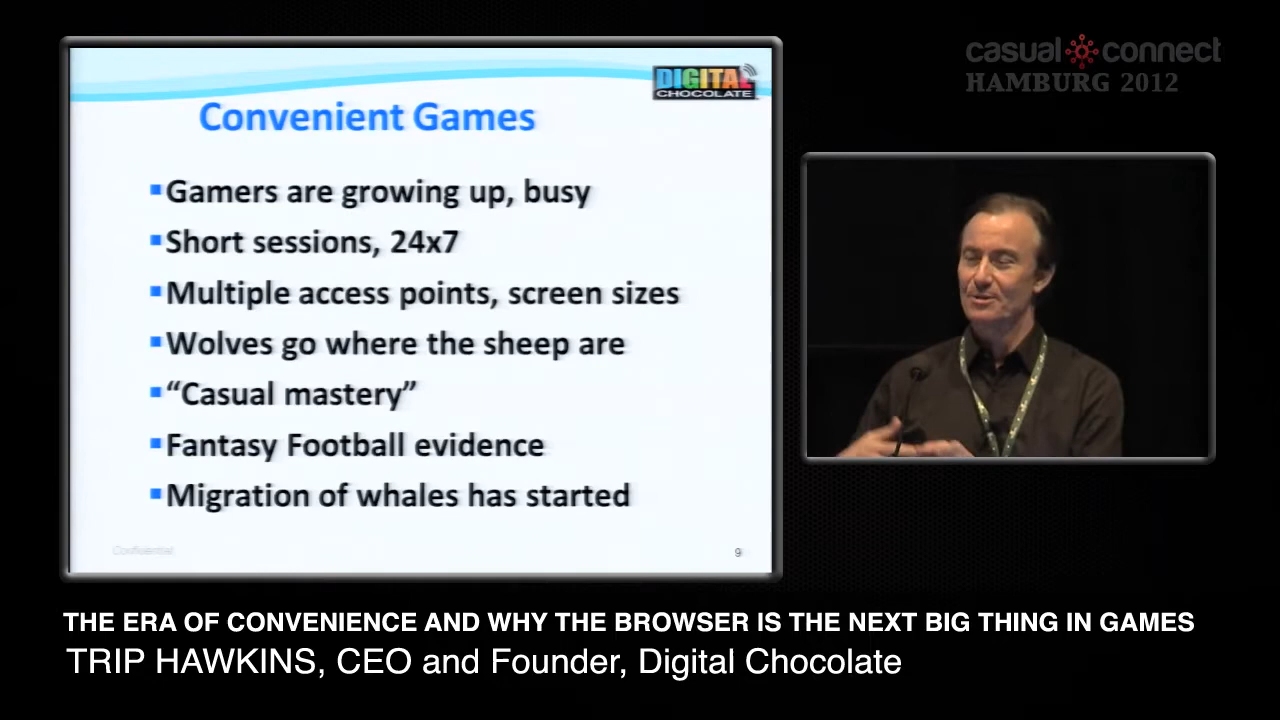 casual connect
HAMBURG 2012
DIGITAL
CHOCOLATE
Convenient Games
Gamers are growing up, busy
Short sessions, 24x7
Multiple access points, screen sizes
Wolves go where the sheep are
“Casual mastery”
Fantasy Football evidence
Migration of whales has started
Confidential
9
THE ERA OF CONVENIENCE AND WHY THE BROWSER IS THE NEXT BIG THING IN GAMES
TRIP HAWKINS, CEO and Founder, Digital Chocolate